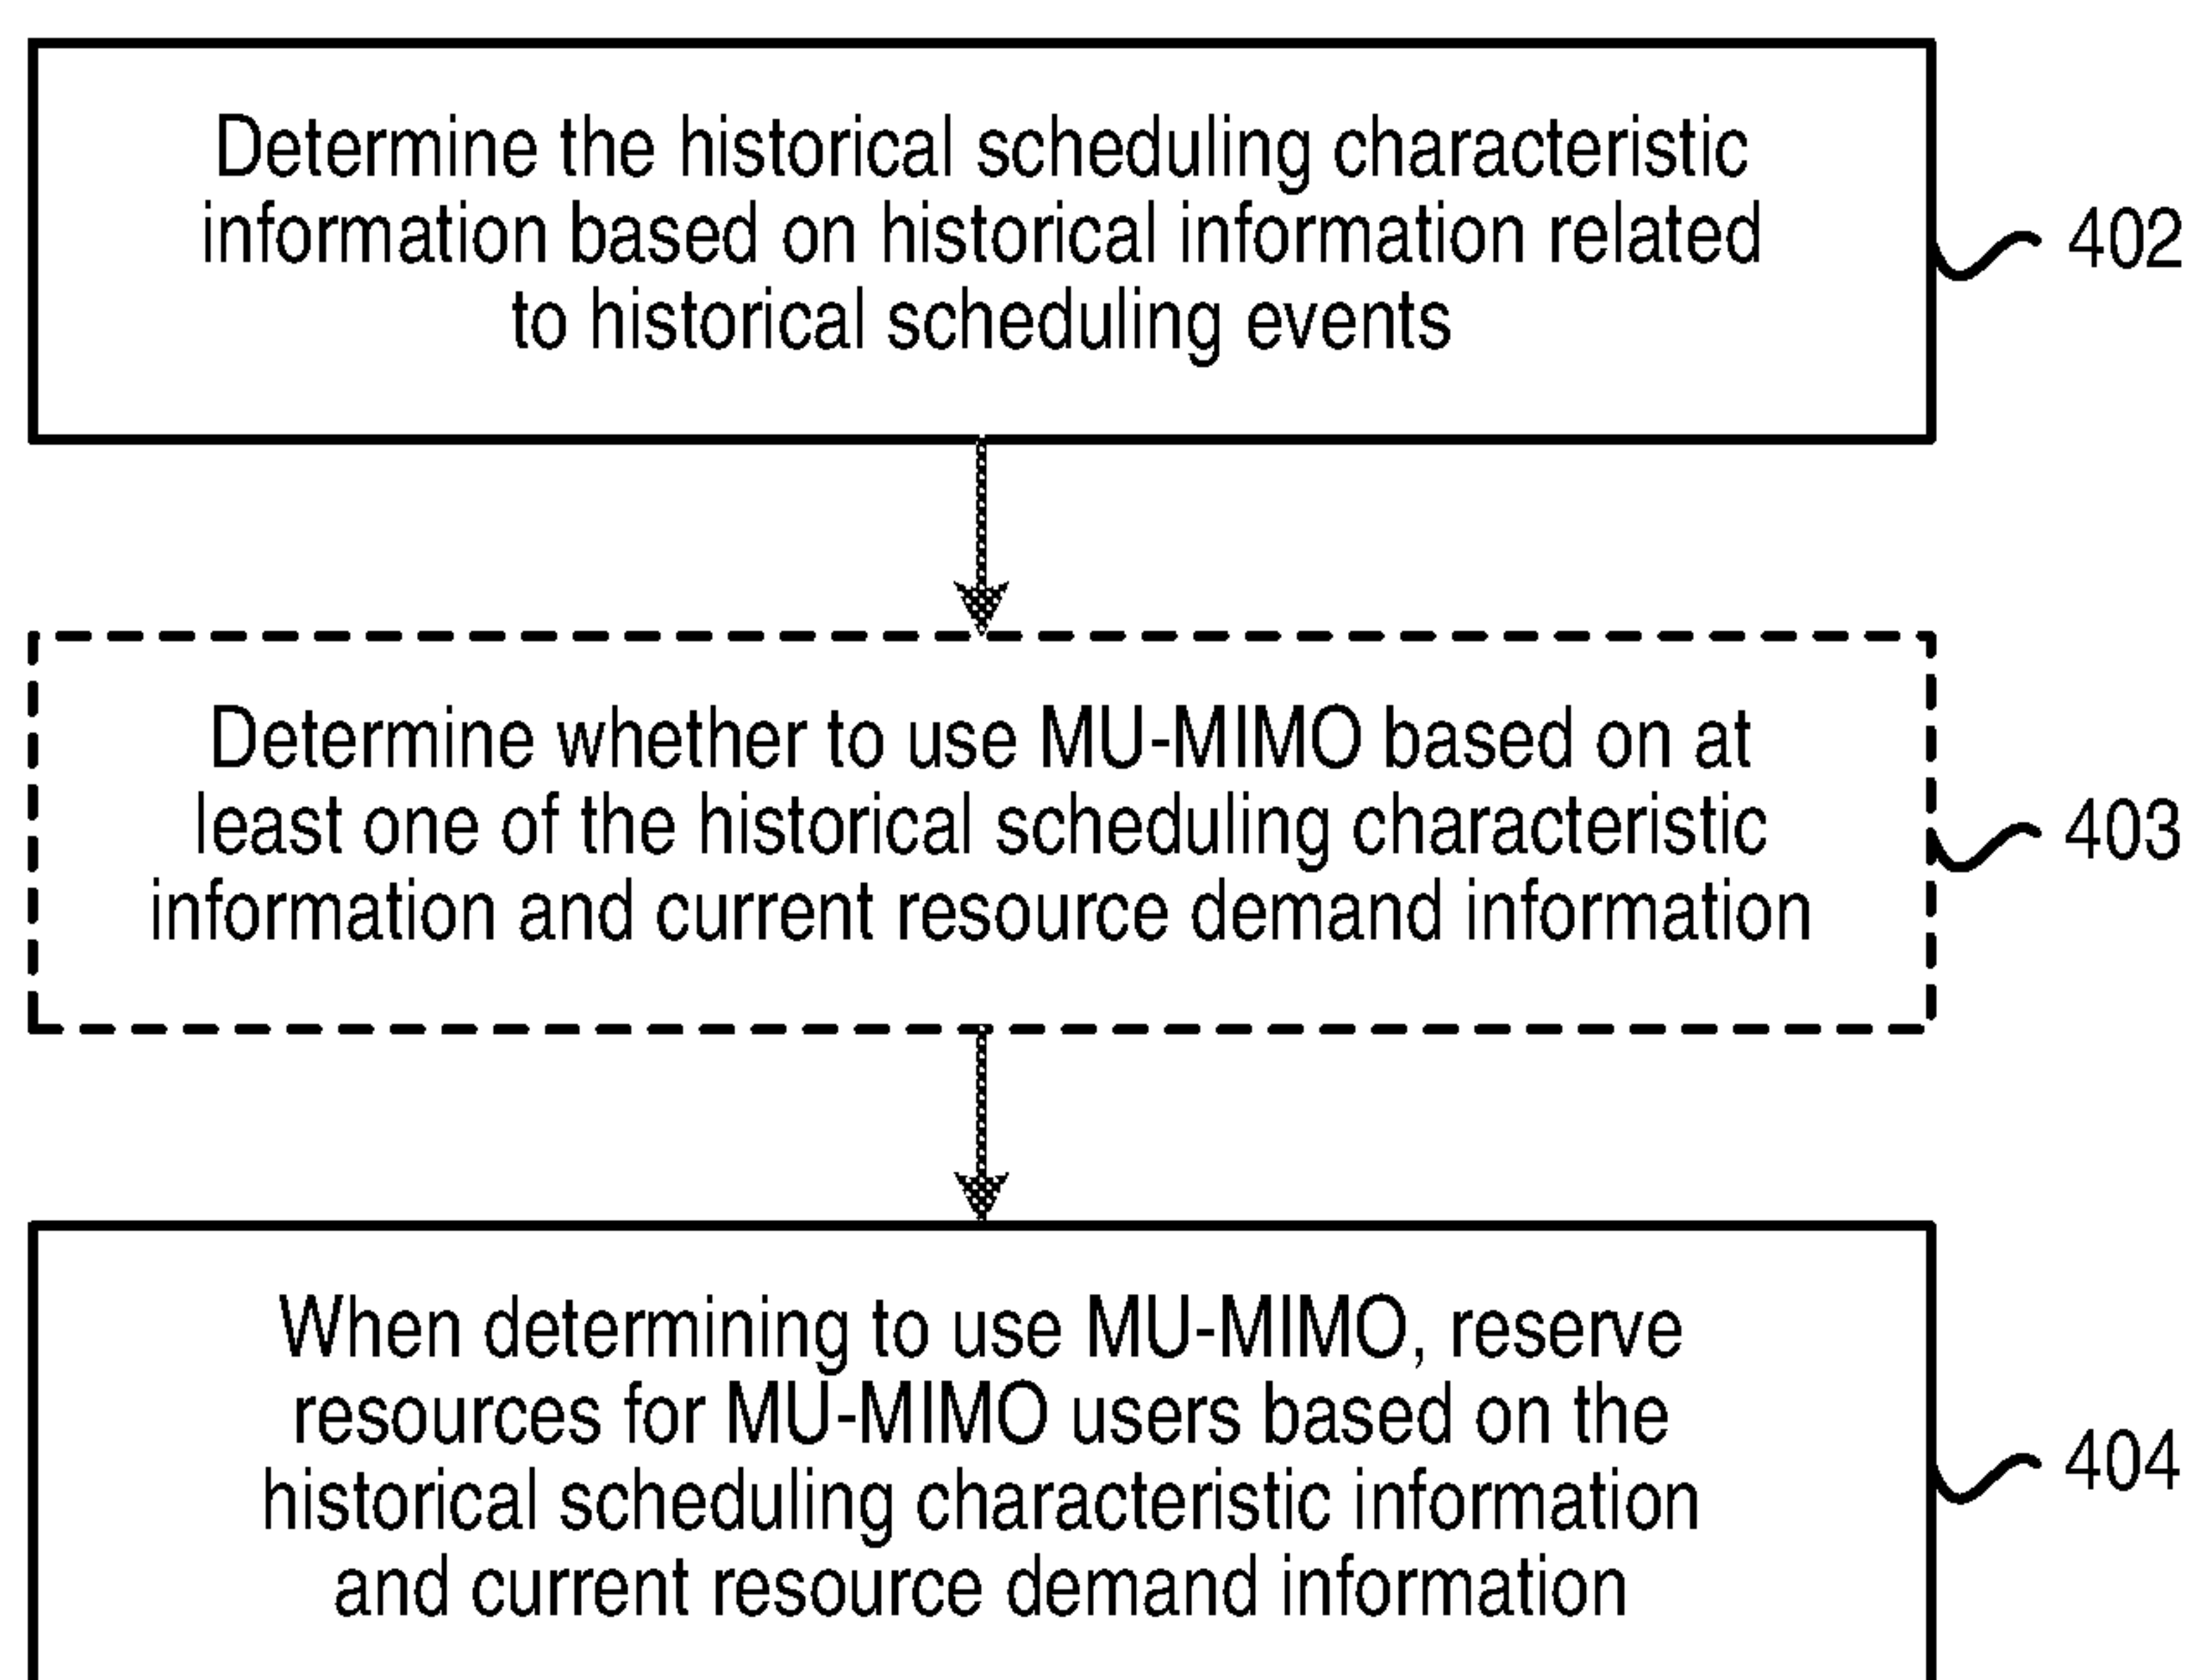 Determine the historical scheduling characteristic
information based on historical information related
to historical scheduling events
402
Determine whether to use MU-MIMO based on at
least one of the historical scheduling characteristic
information and current resource demand information
403
When determining to use MU-MIMO, reserve
resources for MU-MIMO users based on the
historical scheduling characteristic information
and current resource demand information
404